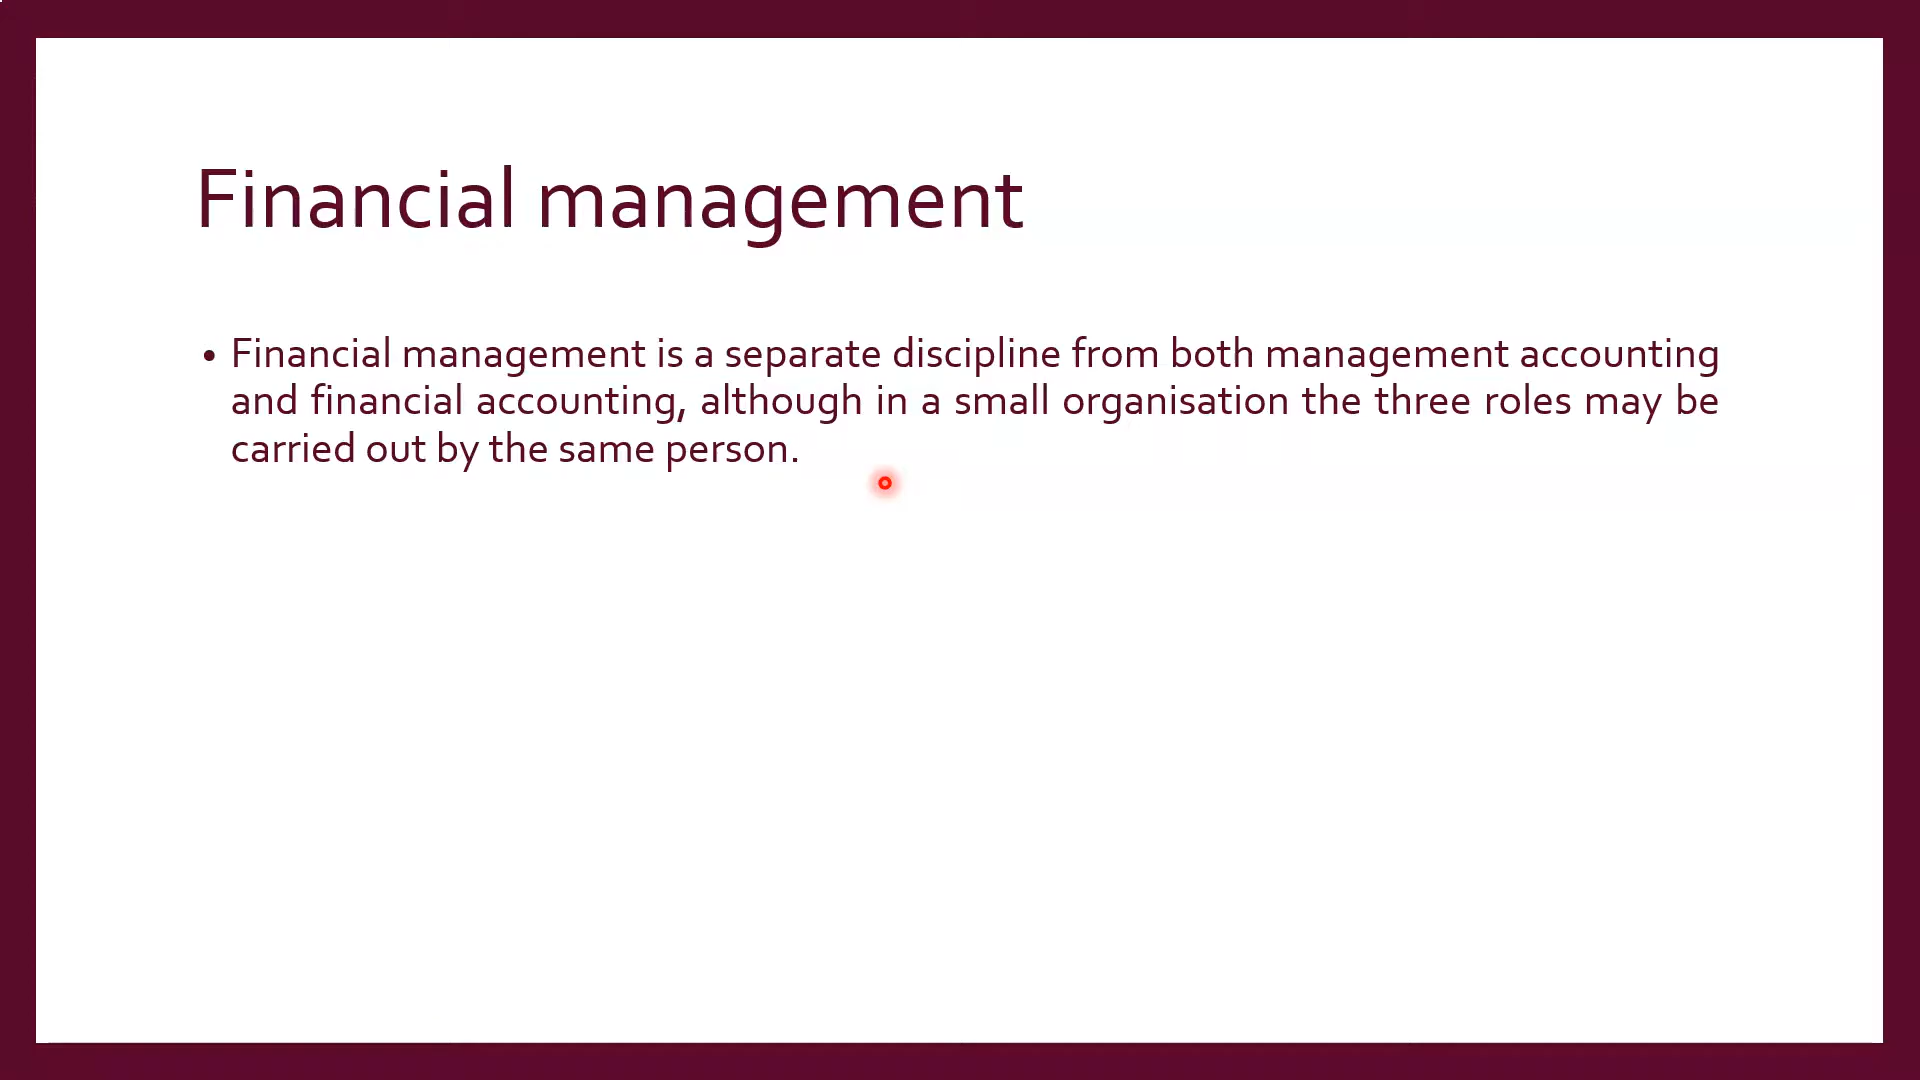 Financial management
• Financial management is a separate discipline from both management accounting
and financial accounting, although in a small organisation the three roles may be
carried out by the same person.